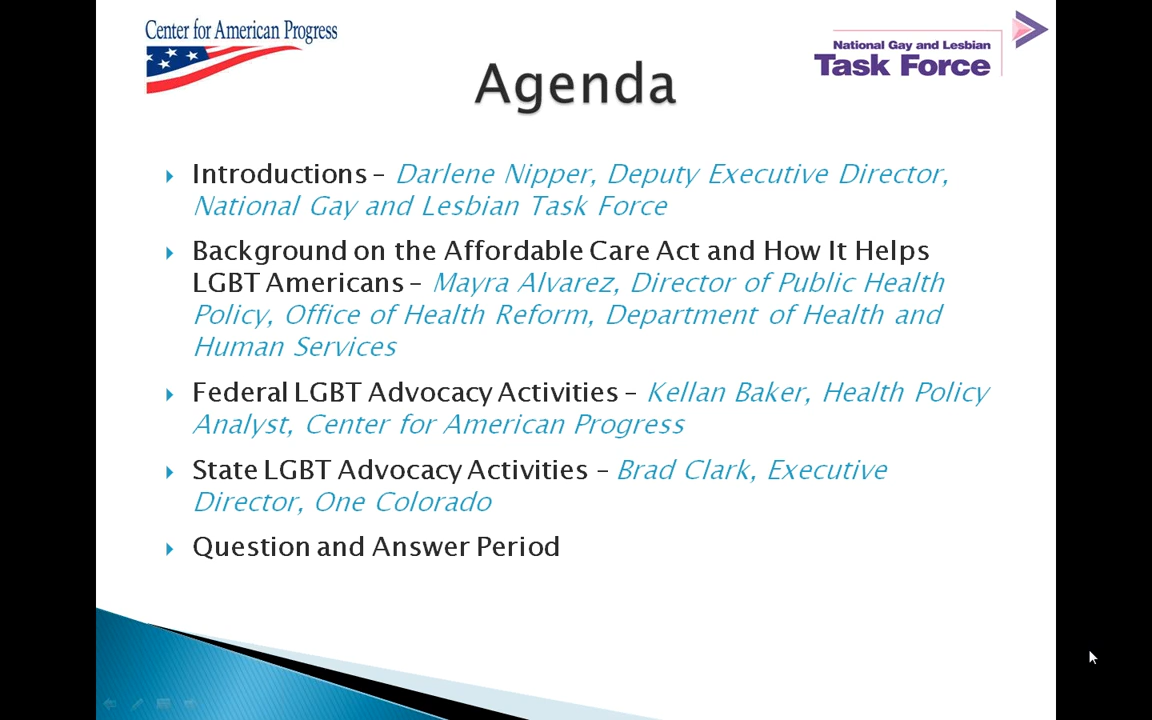 Center for American Progress
National Gay and Lesbian
Task Force
Agenda
Introductions – Darlene Nipper, Deputy Executive Director,
National Gay and Lesbian Task Force
Background on the Affordable Care Act and How It Helps
LGBT Americans – Mayra Alvarez, Director of Public Health
Policy, Office of Health Reform, Department of Health and
Human Services
Federal LGBT Advocacy Activities – Kellan Baker, Health Policy
Analyst, Center for American Progress
State LGBT Advocacy Activities – Brad Clark, Executive
Director, One Colorado
Question and Answer Period